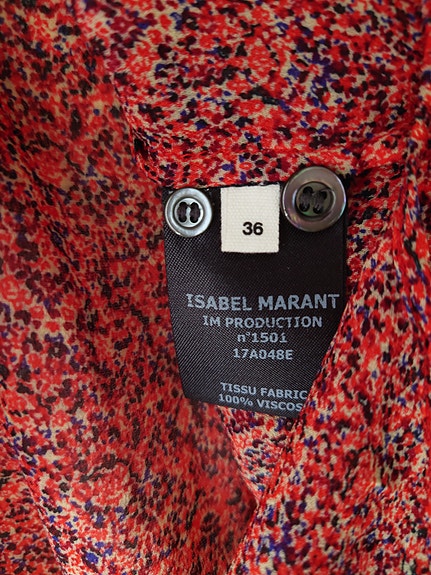 36
ISABEL MARANT
IM PRODUCTION
n°150i
17A048E
TISSU FABRIC
100% VISCOS